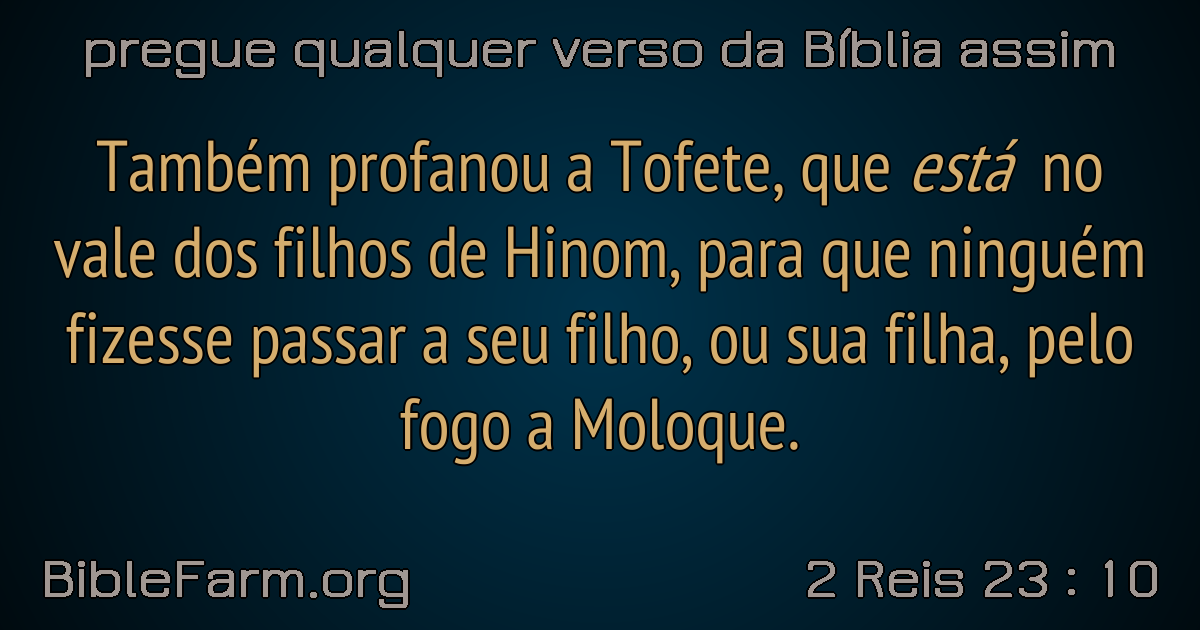 pregue qualquer verso da Bíblia assim
Também profanou a Tofete, que está no
vale dos filhos de Hinom, para que ninguém
fizesse passar a seu filho, ou sua filha, pelo
fogo a Moloque.
BibleFarm.org
2 Reis 23 : 10